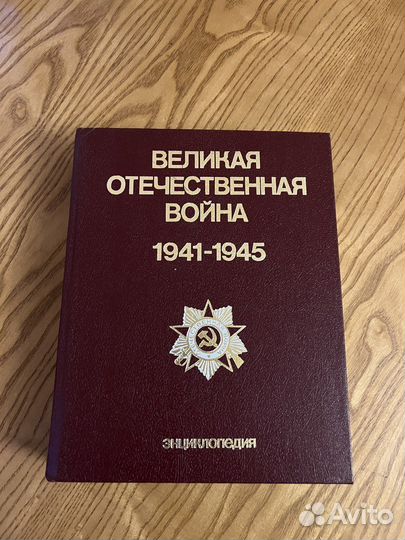 ВЕЛИКАЯ
ОТЕЧЕСТВЕННАЯ
ВОЙНА
1941-1945
ЭНЦИКЛОПЕДИЯ
Avito